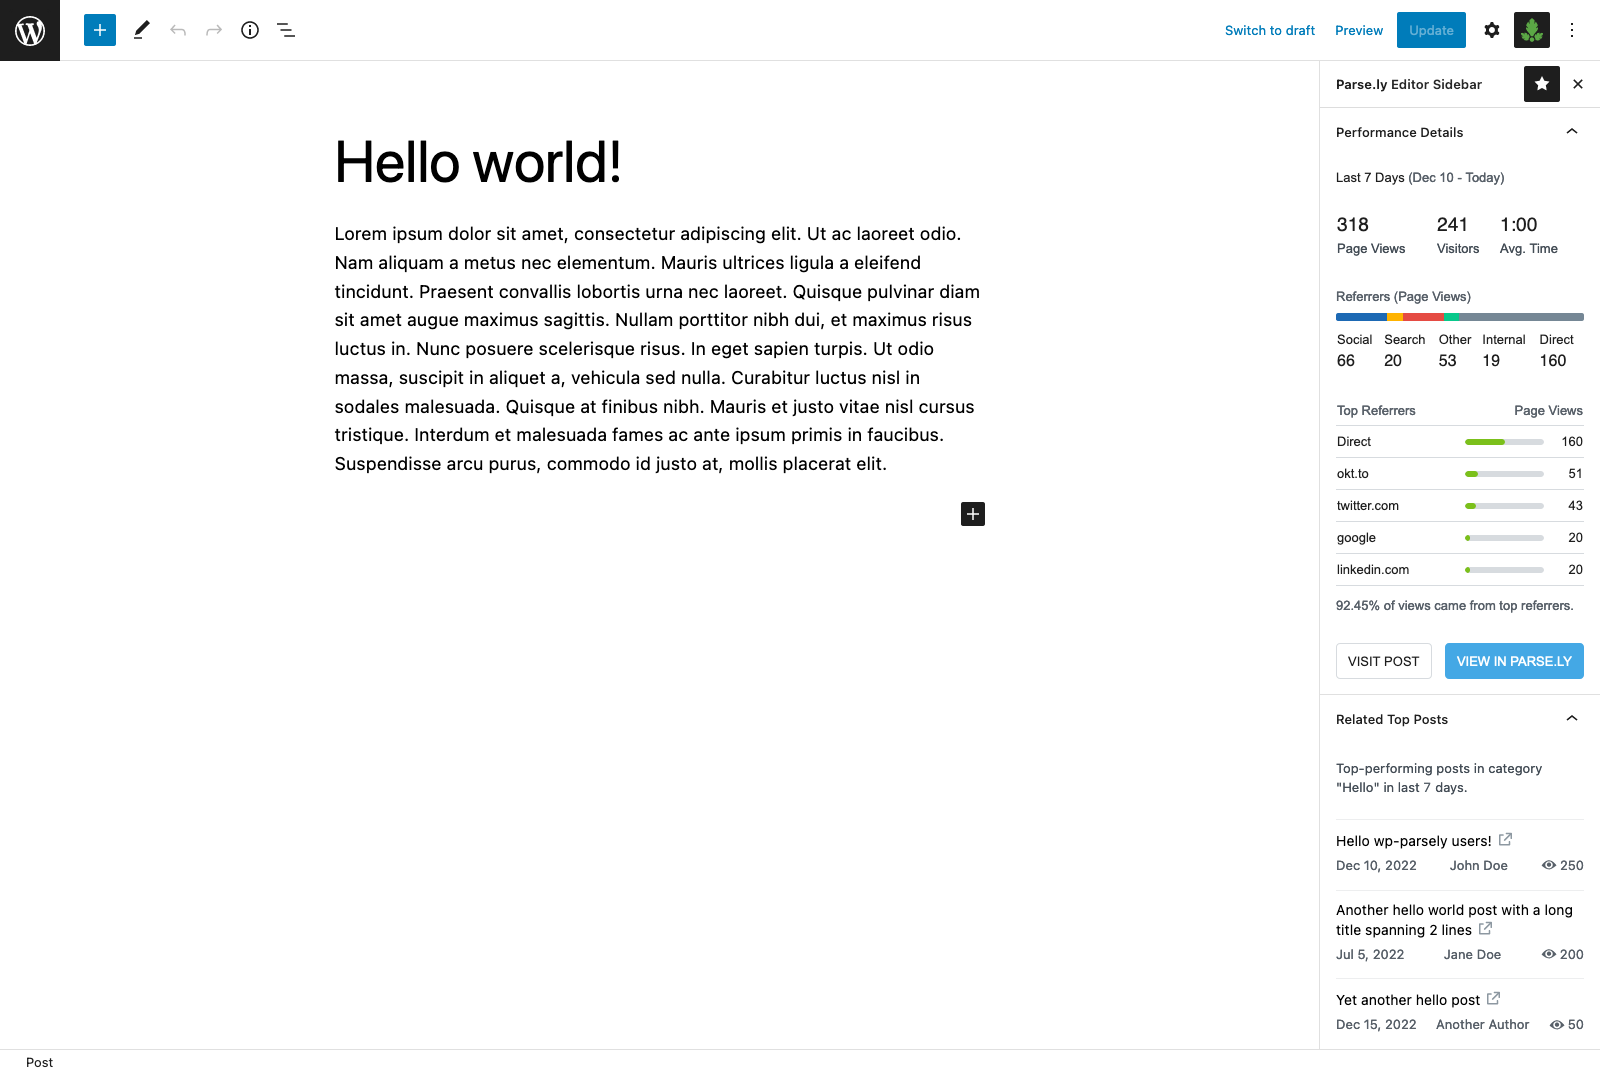 Switch to draft Preview Update
Parse.ly Editor Sidebar
Hello world!
Lorem ipsum dolor sit amet, consectetur adipiscing elit. Ut ac laoreet odio.
Nam aliquam a metus nec elementum. Mauris ultrices ligula a eleifend
tincidunt. Praesent convallis lobortis urna nec laoreet. Quisque pulvinar diam
sit amet augue maximus sagittis. Nullam porttitor nibh dui, et maximus risus
luctus in. Nunc posuere scelerisque risus. In eget sapien turpis. Ut odio
massa, suscipit in aliquet a, vehicula sed nulla. Curabitur luctus nisl in
sodales malesuada. Quisque at finibus nibh. Mauris et justo vitae nisl cursus
tristique. Interdum et malesuada fames ac ante ipsum primis in faucibus.
Suspendisse arcu purus, commodo id justo at, mollis placerat elit.
Performance Details
Last 7 Days (Dec 10 - Today)
318 241 1:00
Page Views Visitors Avg. Time
Referrers (Page Views)
Social Search Other Internal Direct
66 20 53 19 160
Top Referrers Page Views
Direct 160
okt.to 51
twitter.com 43
google 20
linkedin.com 20
92.45% of views came from top referrers.
VISIT POST VIEW IN PARSE.LY
Related Top Posts
Top-performing posts in category
"Hello" in last 7 days.
Hello wp-parsely users!
Dec 10, 2022 John Doe 250
Another hello world post with a long
title spanning 2 lines
Jul 5, 2022 Jane Doe 200
Yet another hello post
Dec 15, 2022 Another Author 50
Post